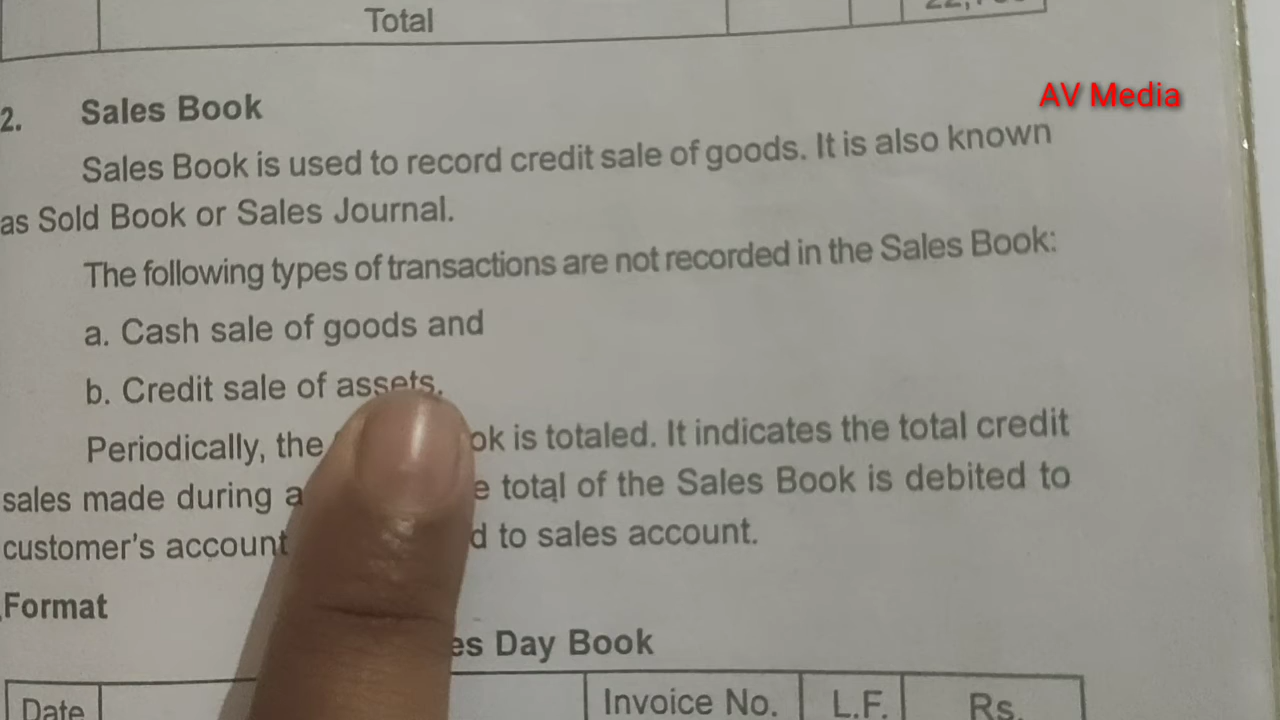 Total
AV Media
2. Sales Book
Sales Book is used to record credit sale of goods. It is also known
as Sold Book or Sales Journal.
The following types of transactions are not recorded in the Sales Book:
a. Cash sale of goods and
b. Credit sale of assets.
Periodically, the ok is totaled. It indicates the total credit
sales made during a e total of the Sales Book is debited to
customer's account d to sales account.
Format
es Day Book
Date Invoice No. L.F. Rs.